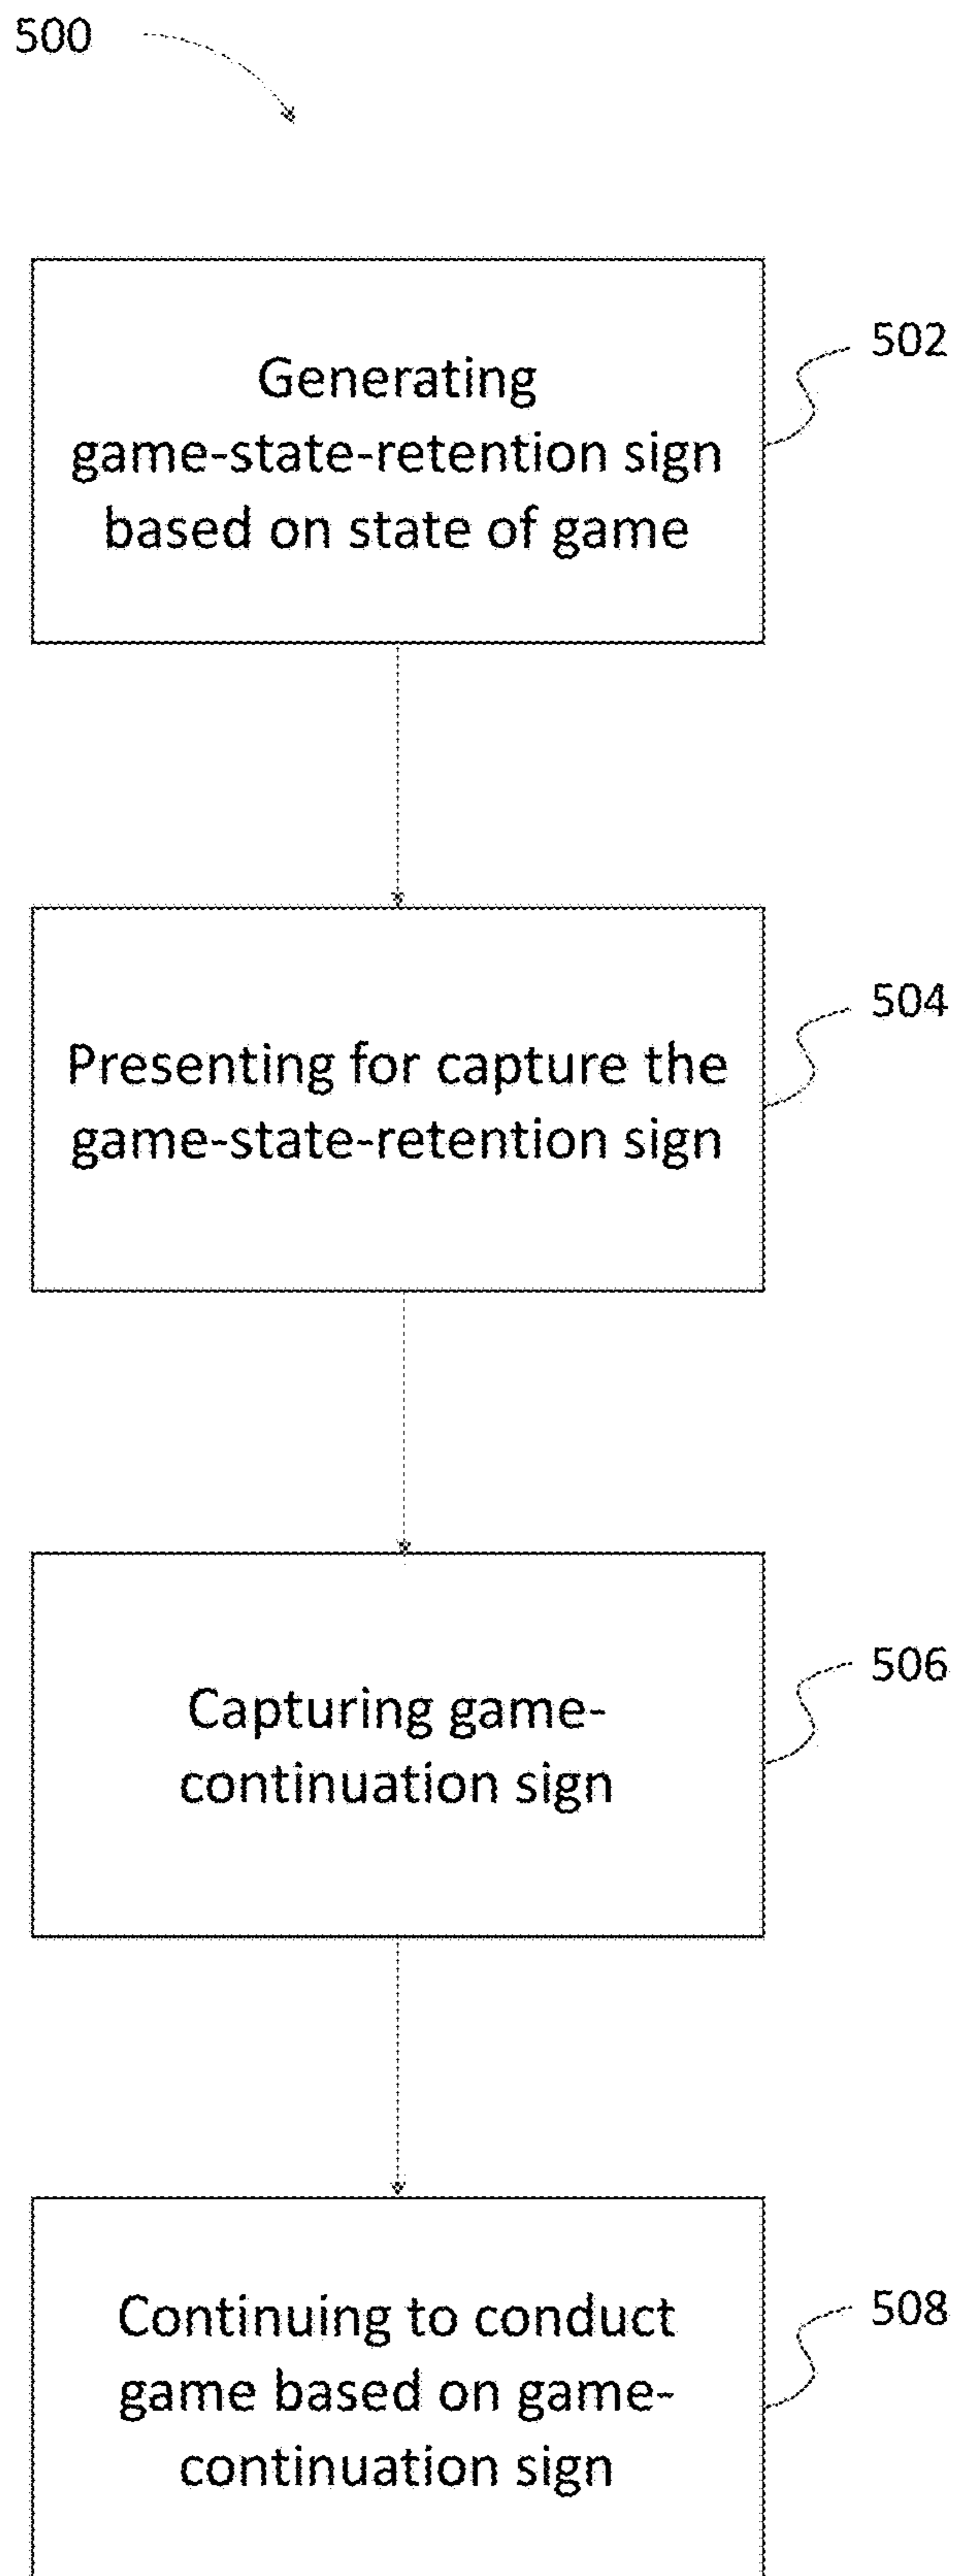 500
Generating
game-state-retention sign
based on state of game
502
Presenting for capture the
game-state-retention sign
504
Capturing game-
continuation sign
506
Continuing to conduct
game based on game-
continuation sign
508